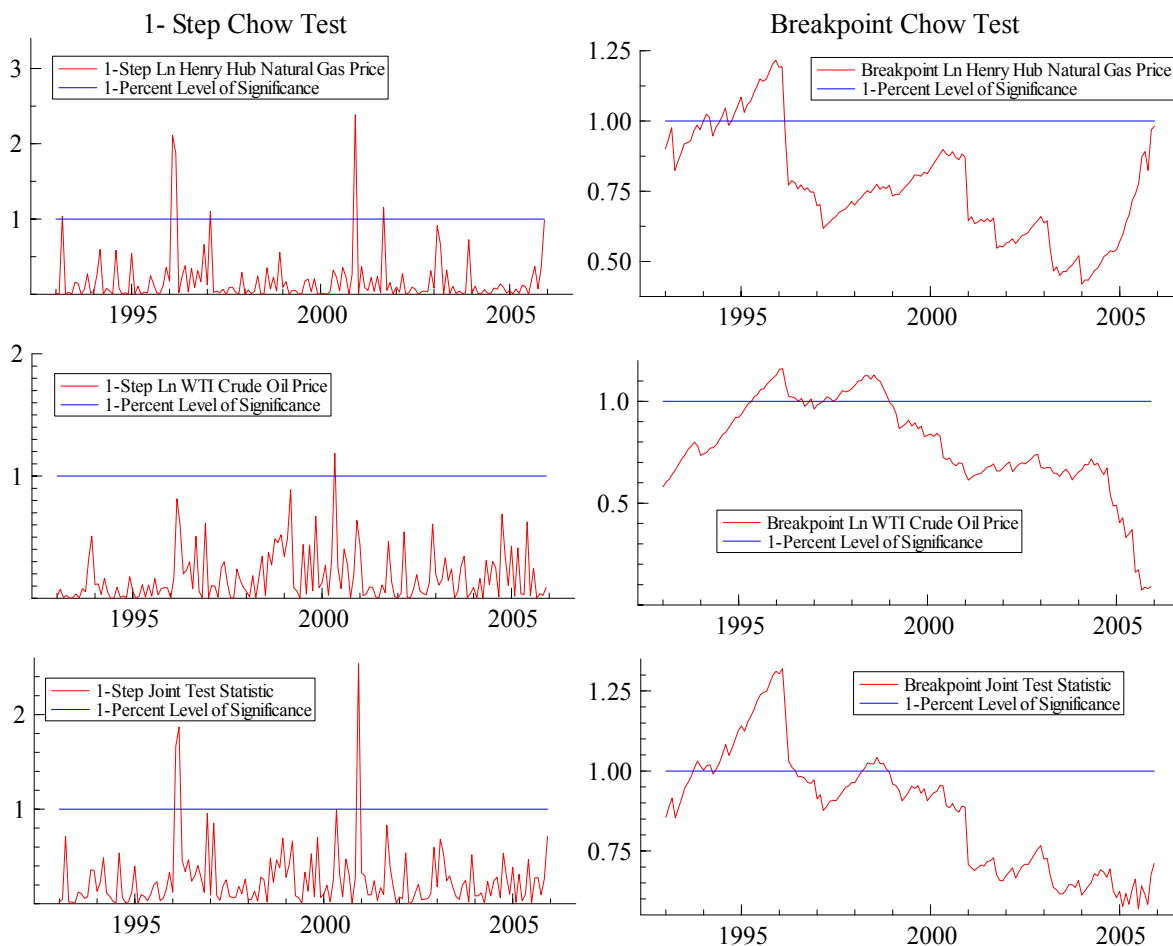 1- Step Chow Test
Breakpoint Chow Test
3
2
1
1-Step Ln Henry Hub Natural Gas Price
1-Percent Level of Significance
1995
2000
2005
1.25
1.00
0.75
0.50
Breakpoint Ln Henry Hub Natural Gas Price
1-Percent Level of Significance
1995
2000
2005
2
1
1-Step Ln WTI Crude Oil Price
1-Percent Level of Significance
1995
2000
2005
1.0
0.5
Breakpoint Ln WTI Crude Oil Price
1-Percent Level of Significance
1995
2000
2005
2
1
1-Step Joint Test Statistic
1-Percent Level of Significance
1995
2000
2005
1.25
1.00
0.75
Breakpoint Joint Test Statistic
1-Percent Level of Significance
1995
2000
2005